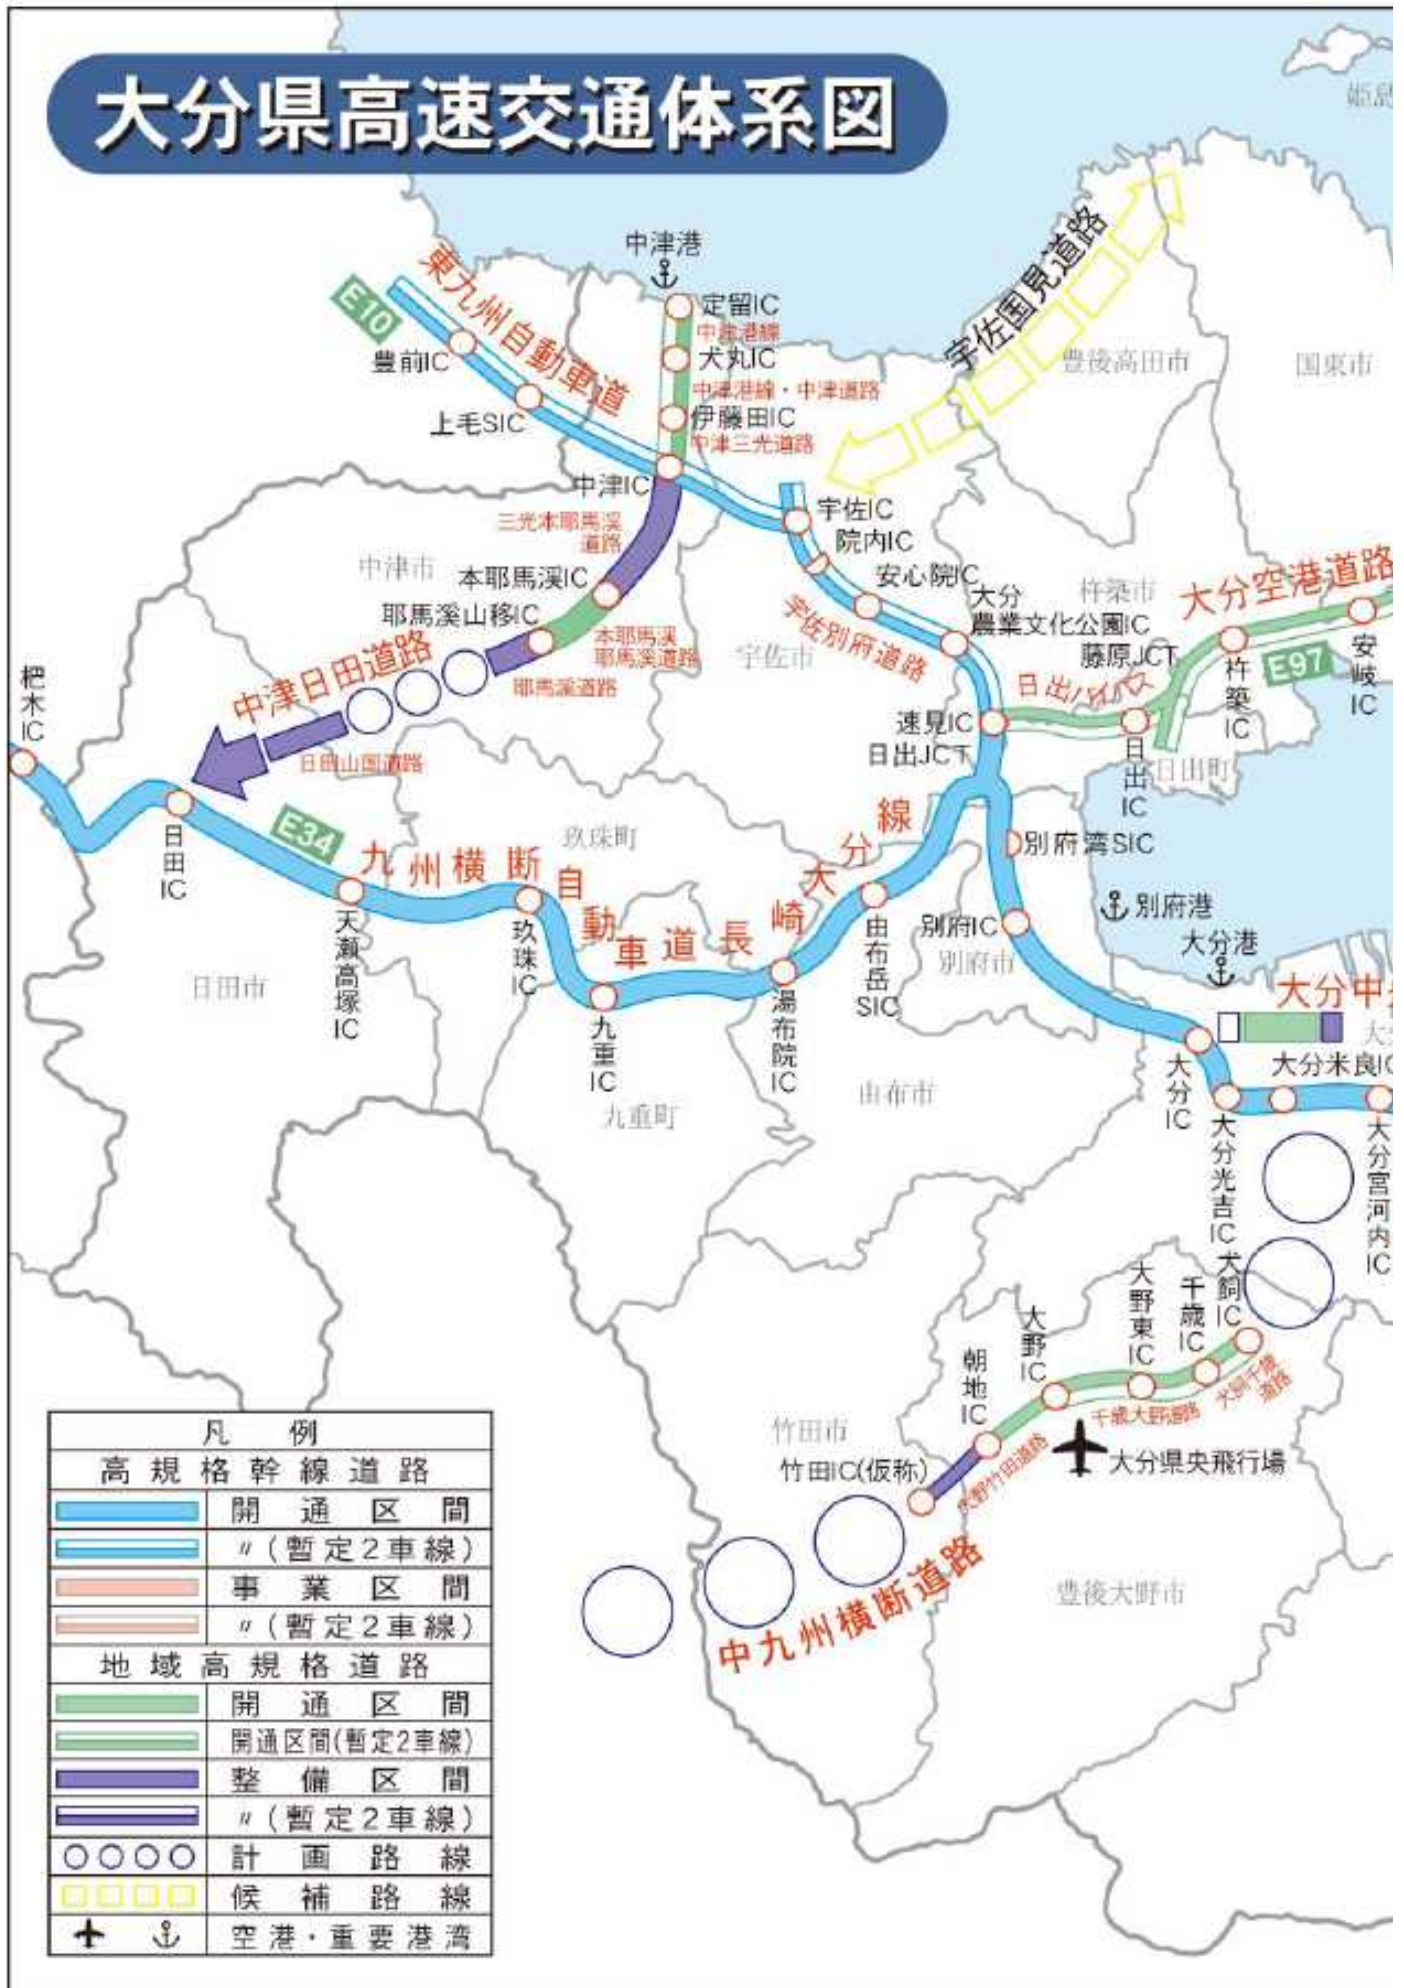 大分県高速交通体系図
姫島
中津港
東九州自動車道
E10
定留IC
中津港線
豊前IC
犬丸IC
中津港線・中津道路
上毛SIC
伊藤田IC
中津三光道路
宇佐国見道路
豊後高田市
国東市
中津IC
三光本耶馬渓
道路
宇佐IC
院内IC
安心院IC
中津市
本耶馬渓IC
耶馬溪山移IC
本耶馬渓
耶馬溪道路
耶馬溪道路
中津日田道路
日田山国道路
宇佐市
宇佐別府道路
大分
農業文化公園IC
杵築市
大分空港道路
藤原JCT
日出バイパス
杵築IC
E97
安岐IC
速見IC
日出JCT
日出IC
日出町
杷木IC
日田IC
E34
九州横断自動車道長崎大分線
玖珠町
天瀬高塚IC
玖珠IC
九重IC
湯布院IC
由布岳SIC
別府湾SIC
別府IC
別府市
別府港
大分港
大分中
日田市
九重町
由布市
大分IC
大分米良IC
大分光吉IC
大分宮河内IC
犬飼IC
千歳IC
大野東IC
大野IC
朝地IC
犬飼千歳
道路
千歳大野道路
大野竹田道路
竹田市
竹田IC(仮称)
大分県央飛行場
中九州横断道路
豊後大野市
凡例
高規格幹線道路
開通区間
〃(暫定2車線)
事業区間
〃(暫定2車線)
地域高規格道路
開通区間
開通区間(暫定2車線)
整備区間
〃(暫定2車線)
計画路線
候補路線
空港・重要港湾